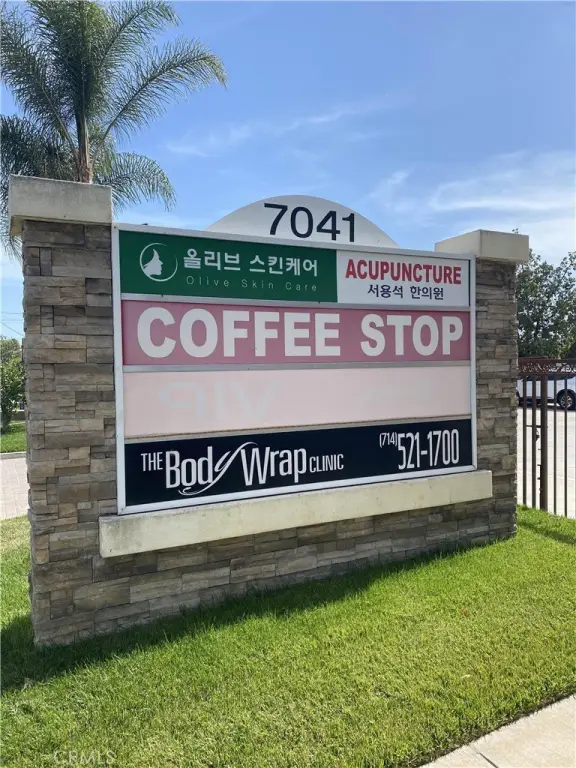 7041
올리브 스킨케어
Olive Skin Care
ACUPUNCTURE
서용석 한의원
COFFEE STOP
THE Body Wrap CLINIC
(714) 521-1700
CRMLS